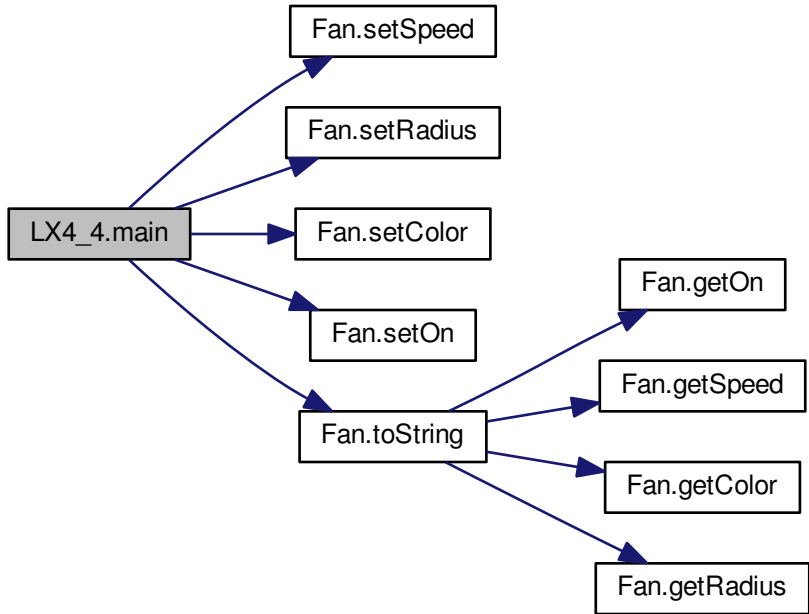 Fan.setSpeed
Fan.setRadius
LX4_4.main
Fan.setColor
Fan.setOn
Fan.toString
Fan.getOn
Fan.getSpeed
Fan.getColor
Fan.getRadius